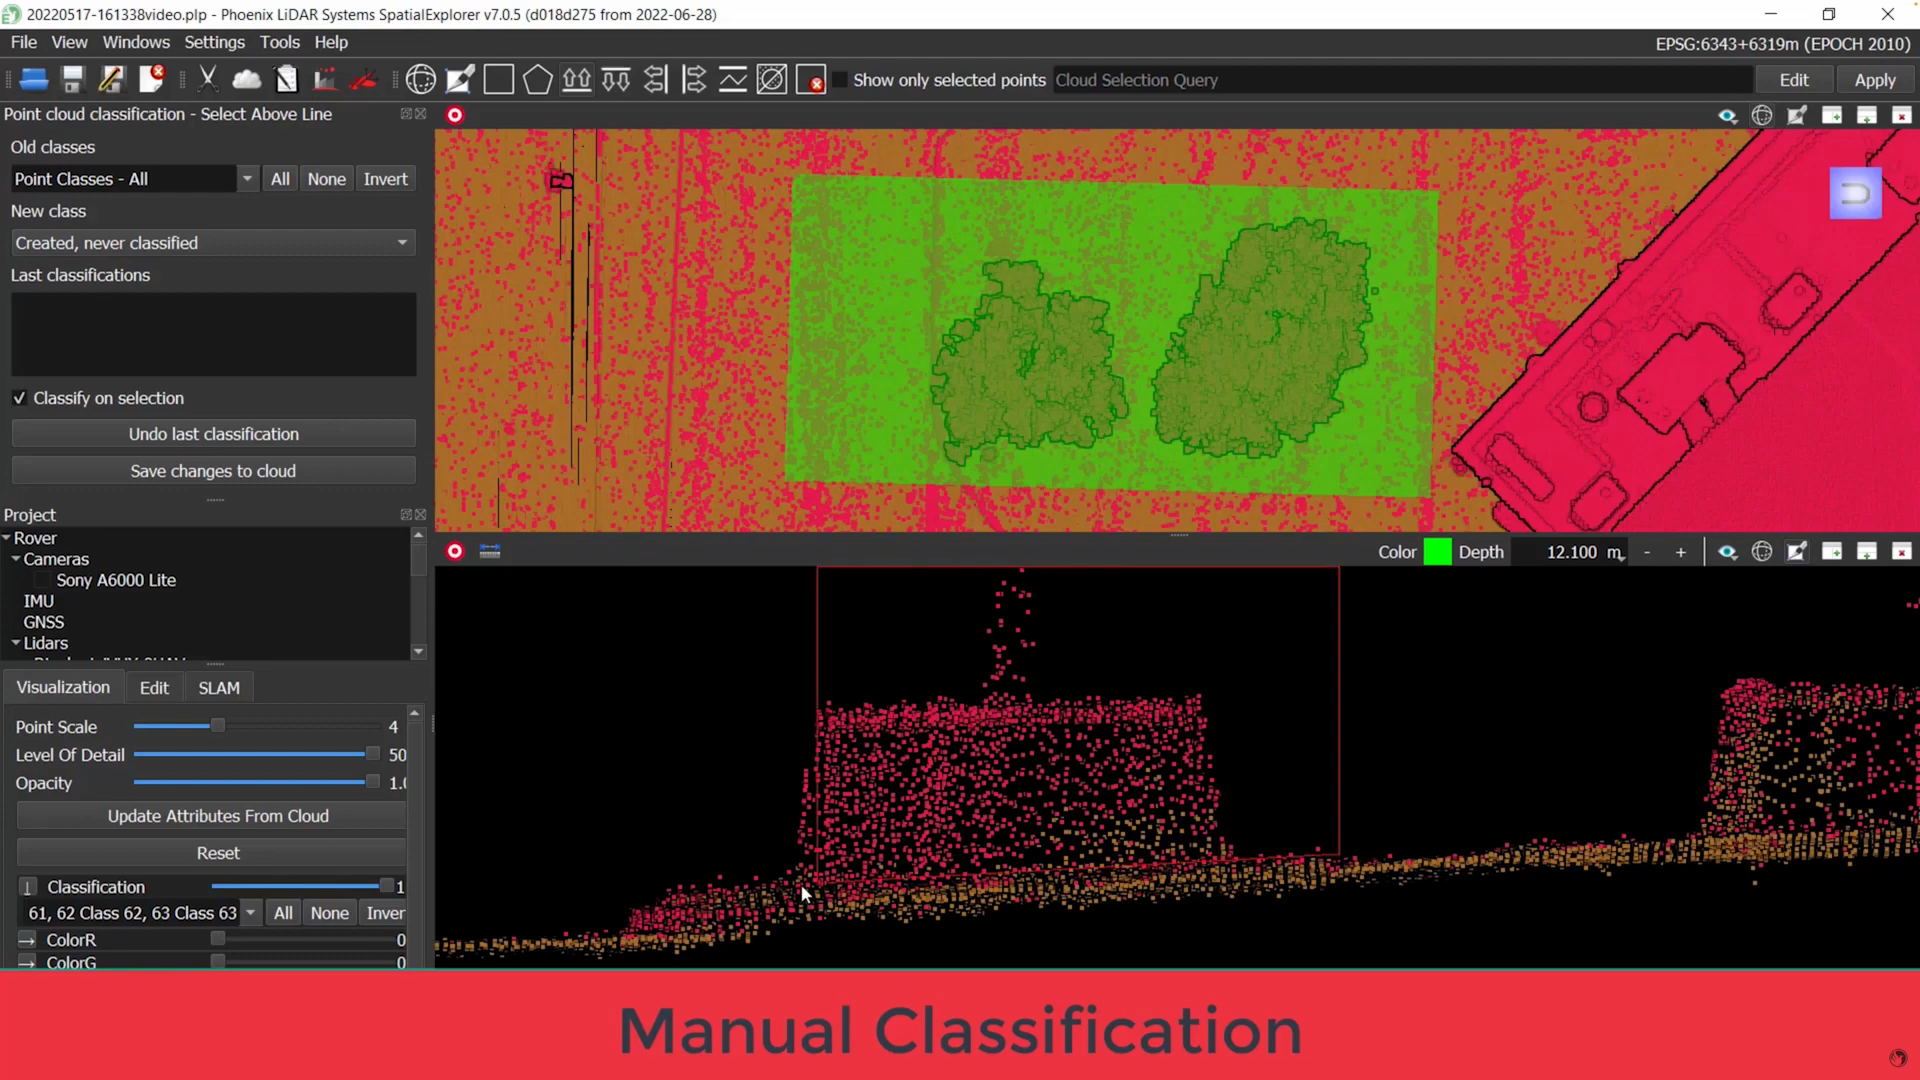 20220517-161338video.plp - Phoenix LiDAR Systems SpatialExplorer v7.0.5 (d018d275 from 2022-06-28)
File View Windows Settings Tools Help
EPSG:6343+6319m (EPOCH 2010)
Show only selected points
Cloud Selection Query
Edit
Apply
Point cloud classification - Select Above Line
Old classes
Point Classes - All
All
None
Invert
New class
Created, never classified
Last classifications
Classify on selection
Undo last classification
Save changes to cloud
Project
Rover
Cameras
Sony A6000 Lite
IMU
GNSS
Lidars
Color
Depth
12.100 m
- +
Visualization
Edit
SLAM
Point Scale 4
Level Of Detail 50
Opacity 1.0
Update Attributes From Cloud
Reset
Classification 1
61, 62 Class 62, 63 Class 63
All
None
Inver
ColorR 0
ColorG 0
Manual Classification